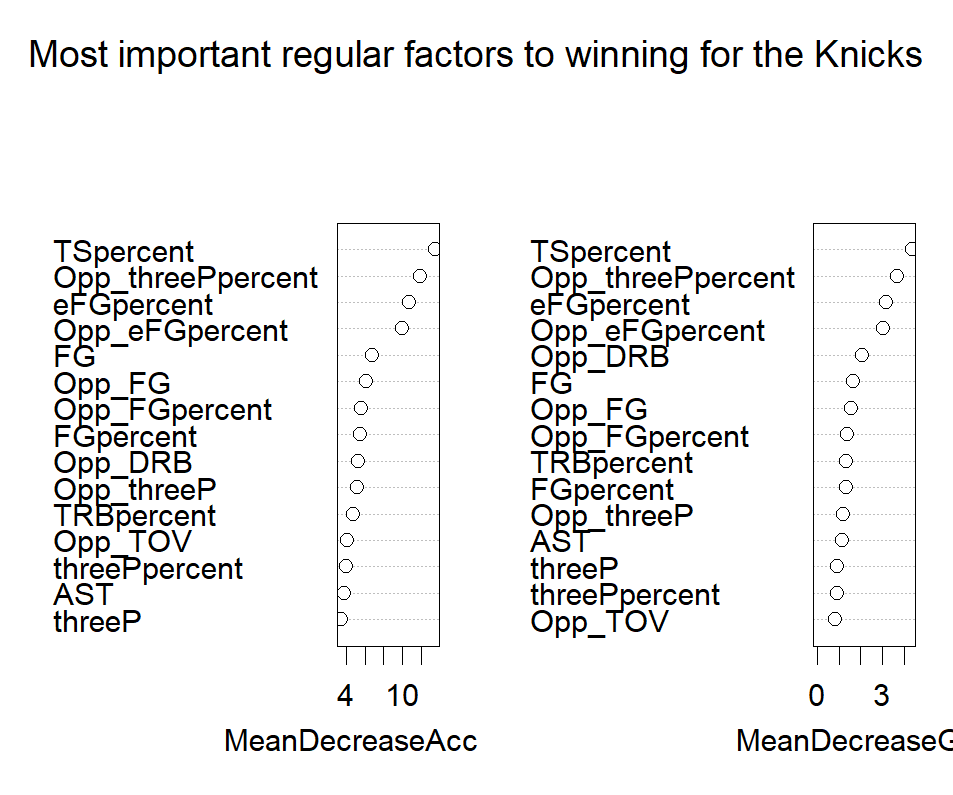 Most important regular factors to winning for the Knicks
TSpercent
Opp_threePpercent
eFGpercent
Opp_eFGpercent
FG
Opp_FG
Opp_FGpercent
FGpercent
Opp_DRB
Opp_threeP
TRBpercent
Opp_TOV
threePpercent
AST
threeP
4 10
MeanDecreaseAcc
TSpercent
Opp_threePpercent
eFGpercent
Opp_eFGpercent
Opp_DRB
FG
Opp_FG
Opp_FGpercent
TRBpercent
FGpercent
Opp_threeP
AST
threeP
threePpercent
Opp_TOV
0 3
MeanDecreaseG